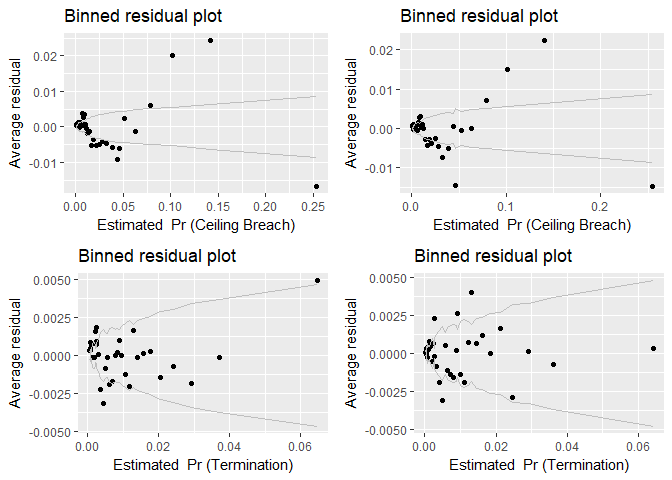 Binned residual plot
Average residual
0.02
0.01
0.00
-0.01
0.00 0.05 0.10 0.15 0.20 0.25
Estimated  Pr (Ceiling Breach)
Binned residual plot
Average residual
0.02
0.01
0.00
-0.01
0.0 0.1 0.2
Estimated  Pr (Ceiling Breach)
Binned residual plot
Average residual
0.0050
0.0025
0.0000
-0.0025
-0.0050
0.00 0.02 0.04 0.06
Estimated  Pr (Termination)
Binned residual plot
Average residual
0.0050
0.0025
0.0000
-0.0025
-0.0050
0.00 0.02 0.04 0.06
Estimated  Pr (Termination)